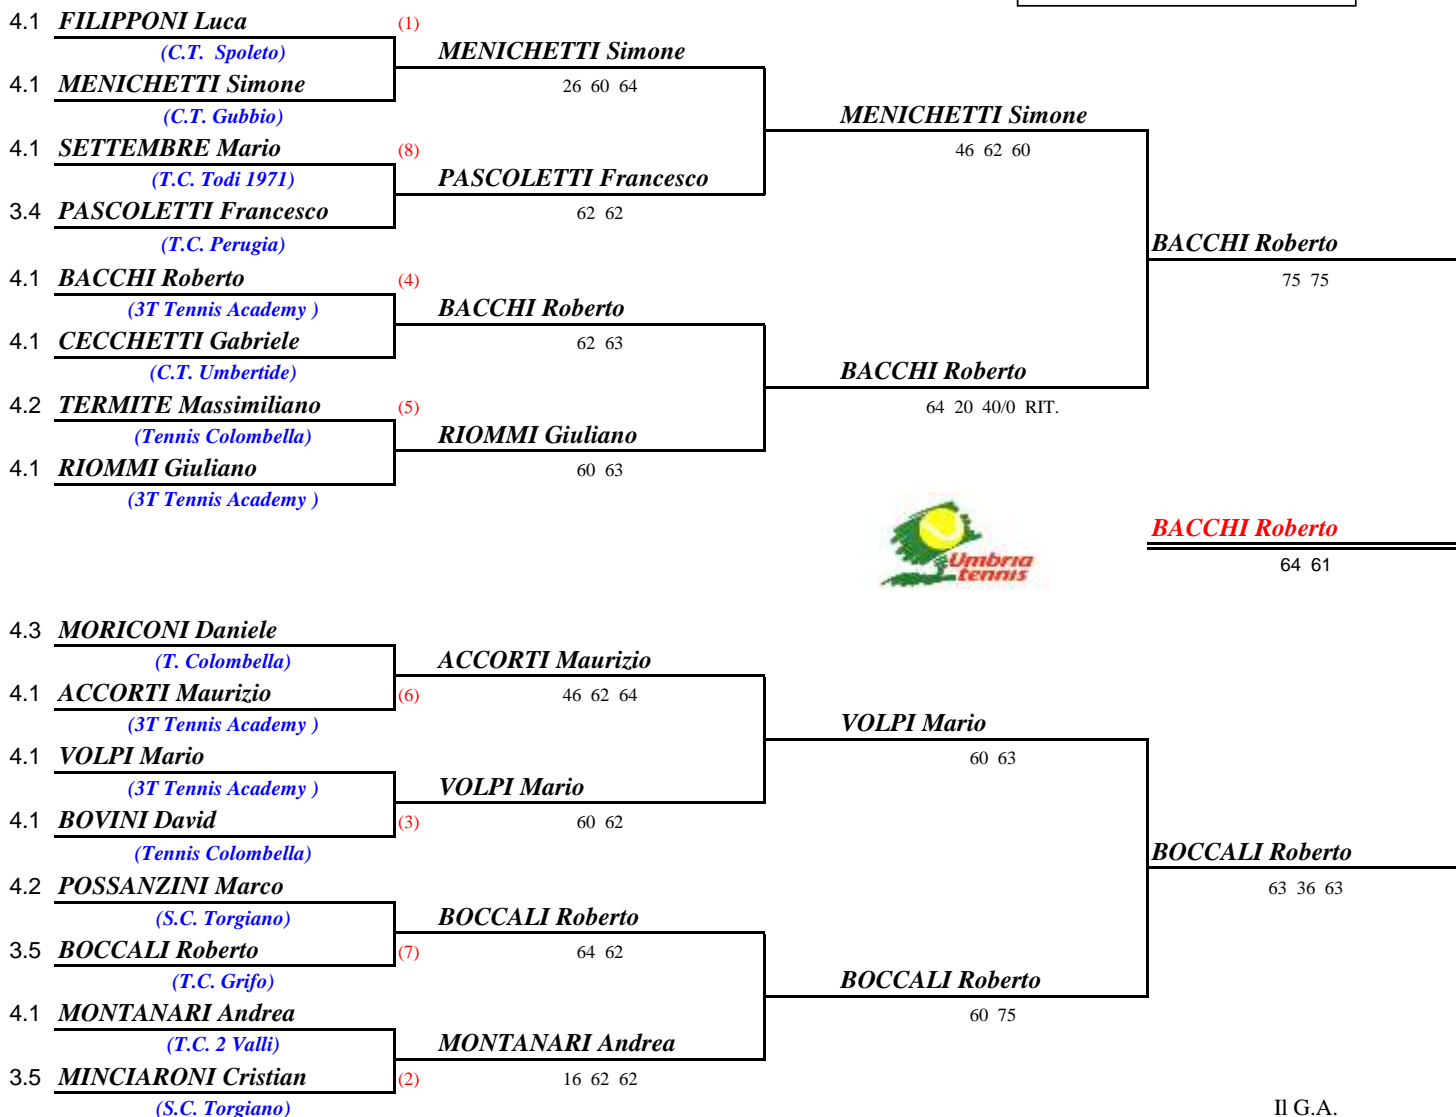 4.1 FILIPPONI Luca (1)
(C.T. Spoleto) MENICHETTI Simone
4.1 MENICHETTI Simone 26 60 64
(C.T. Gubbio) MENICHETTI Simone
4.1 SETTEMBRE Mario (8) 46 62 60
(T.C. Todi 1971) PASCOLETTI Francesco
3.4 PASCOLETTI Francesco 62 62
(T.C. Perugia) BACCHI Roberto
4.1 BACCHI Roberto (4) 75 75
(3T Tennis Academy ) BACCHI Roberto
4.1 CECCHETTI Gabriele 62 63
(C.T. Umbertide) BACCHI Roberto
4.2 TERMITE Massimiliano (5) 64 20 40/0 RIT.
(Tennis Colombella) RIOMMI Giuliano
4.1 RIOMMI Giuliano 60 63
(3T Tennis Academy )
BACCHI Roberto
Umbria
tennis
64 61
4.3 MORICONI Daniele
(T. Colombella) ACCORTI Maurizio
4.1 ACCORTI Maurizio (6) 46 62 64
(3T Tennis Academy ) VOLPI Mario
4.1 VOLPI Mario 60 63
(3T Tennis Academy ) VOLPI Mario
4.1 BOVINI David (3) 60 62
(Tennis Colombella) BOCCALI Roberto
4.2 POSSANZINI Marco 63 36 63
(S.C. Torgiano) BOCCALI Roberto
3.5 BOCCALI Roberto (7) 64 62
(T.C. Grifo) BOCCALI Roberto
4.1 MONTANARI Andrea 60 75
(T.C. 2 Valli) MONTANARI Andrea
3.5 MINCIARONI Cristian (2) 16 62 62
(S.C. Torgiano) Il G.A.